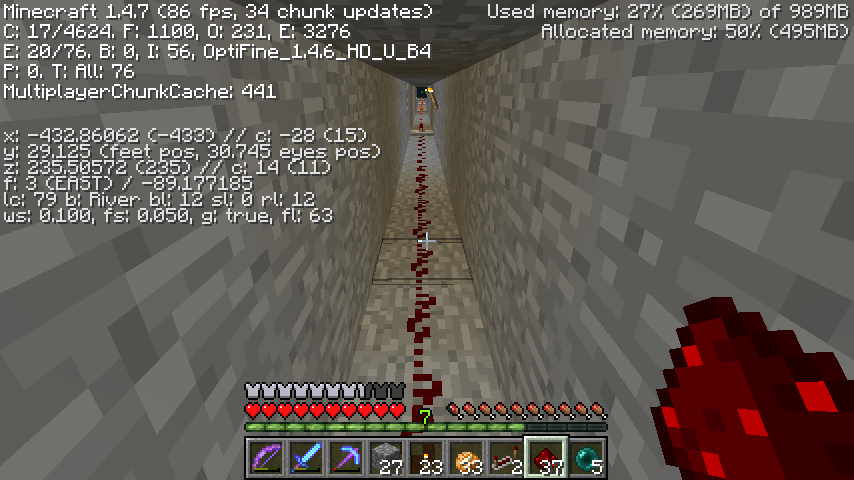 Minecraft 1.4.7 (86 fps, 34 chunk updates)
C: 17/4624, F: 1100, O: 231, E: 3276
E: 20/76, B: 0, I: 56, OptiFine_1.4.6_HD_U_B4
P: 0, T: All: 76
MultiplayerChunkCache: 441
Used memory: 27% (269MB) of 989MB
Allocated memory: 50% (495MB)
x: -432.86062 (-433) // c: -28 (15)
y: 29.125 (feet pos, 30.745 eyes pos)
z: 235.50572 (235) // c: 14 (11)
f: 3 (EAST) / -89.177185
lc: 79 b: River bl: 12 sl: 0 rl: 12
ws: 0.100, fs: 0.050, g: true, fl: 63
7
27 23 33 2 37 5